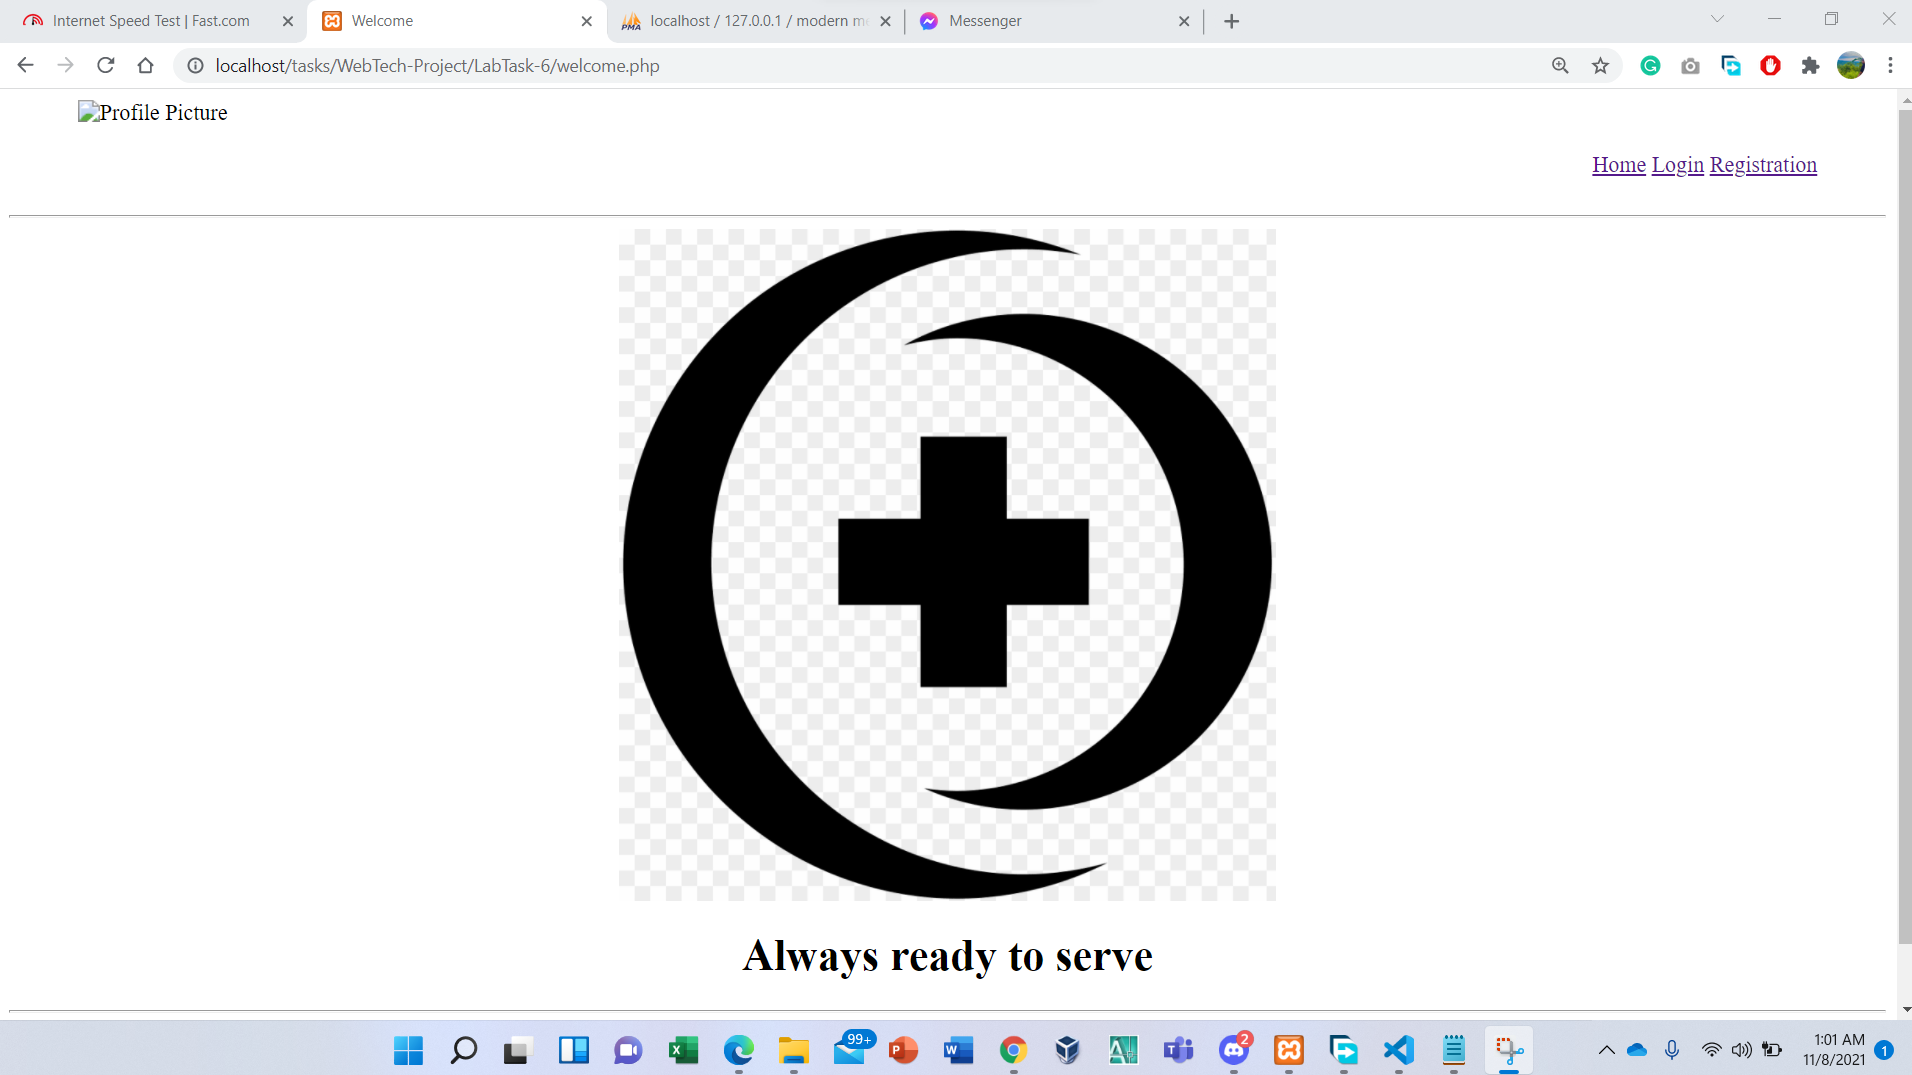 Internet Speed Test | Fast.com
Welcome
PMA
localhost / 127.0.0.1 / modern m
Messenger
localhost/tasks/WebTech-Project/LabTask-6/welcome.php
Profile Picture
Home Login Registration
Always ready to serve
99+
2
1:01 AM
11/8/2021
1